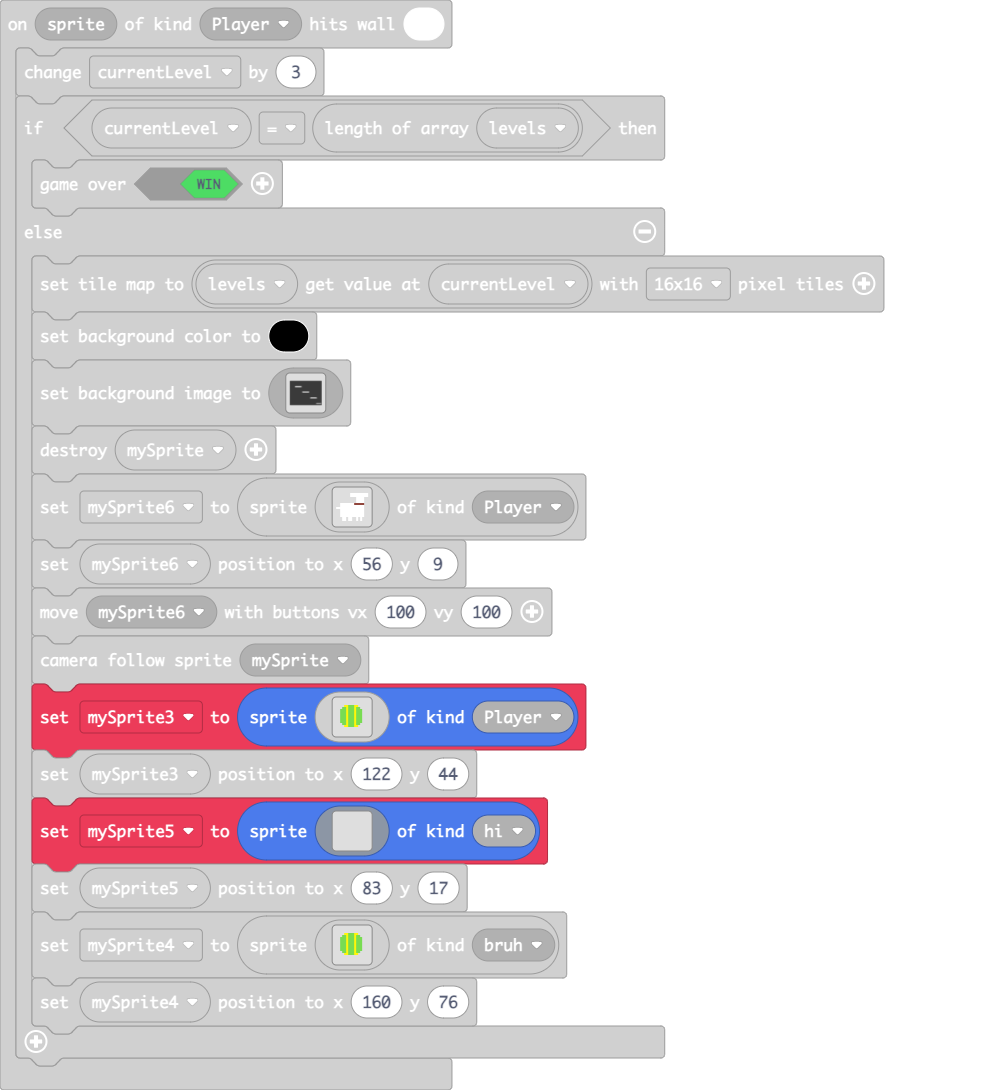 on sprite of kind Player hits wall
change currentLevel by 3
if currentLevel = length of array levels then
game over WIN
else
set tile map to levels get value at currentLevel with 16x16 pixel tiles
set background color to
set background image to
destroy mySprite
set mySprite6 to sprite of kind Player
set mySprite6 position to x 56 y 9
move mySprite6 with buttons vx 100 vy 100
camera follow sprite mySprite
set mySprite3 to sprite of kind Player
set mySprite3 position to x 122 y 44
set mySprite5 to sprite of kind hi
set mySprite5 position to x 83 y 17
set mySprite4 to sprite of kind bruh
set mySprite4 position to x 160 y 76